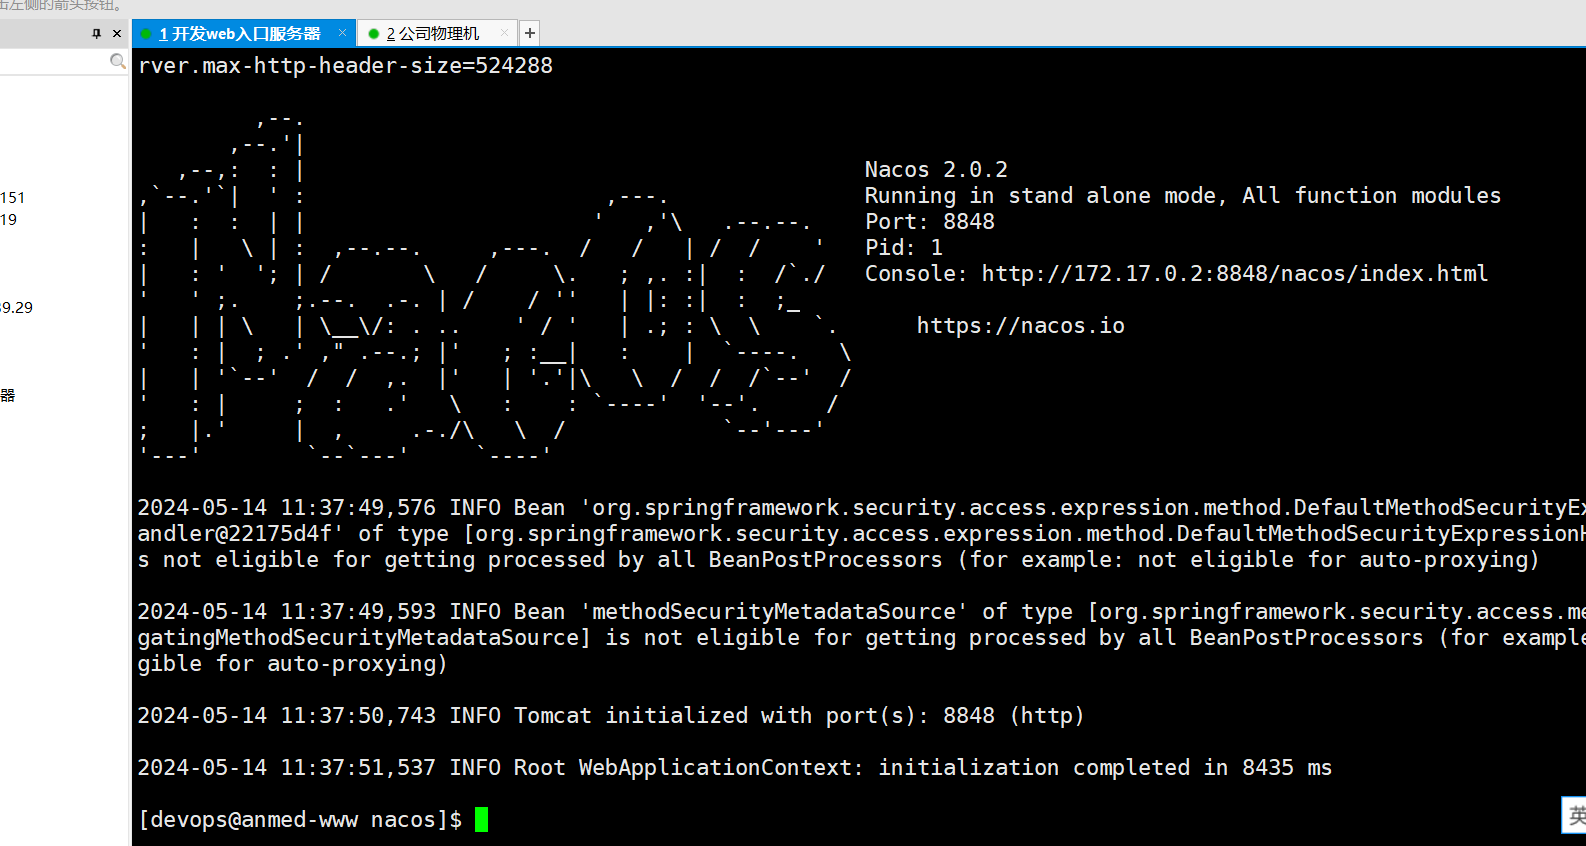 击左侧的箭头按钮。
1 开发web入口服务器
2 公司物理机
+
151
19
9.29
器
rver.max-http-header-size=524288
Nacos 2.0.2
Running in stand alone mode, All function modules
Port: 8848
Pid: 1
Console: http://172.17.0.2:8848/nacos/index.html
https://nacos.io
2024-05-14 11:37:49,576 INFO Bean 'org.springframework.security.access.expression.method.DefaultMethodSecurityEx
andler@22175d4f' of type [org.springframework.security.access.expression.method.DefaultMethodSecurityExpressionH
s not eligible for getting processed by all BeanPostProcessors (for example: not eligible for auto-proxying)
2024-05-14 11:37:49,593 INFO Bean 'methodSecurityMetadataSource' of type [org.springframework.security.access.me
gatingMethodSecurityMetadataSource] is not eligible for getting processed by all BeanPostProcessors (for example
gible for auto-proxying)
2024-05-14 11:37:50,743 INFO Tomcat initialized with port(s): 8848 (http)
2024-05-14 11:37:51,537 INFO Root WebApplicationContext: initialization completed in 8435 ms
[devops@anmed-www nacos]$
英